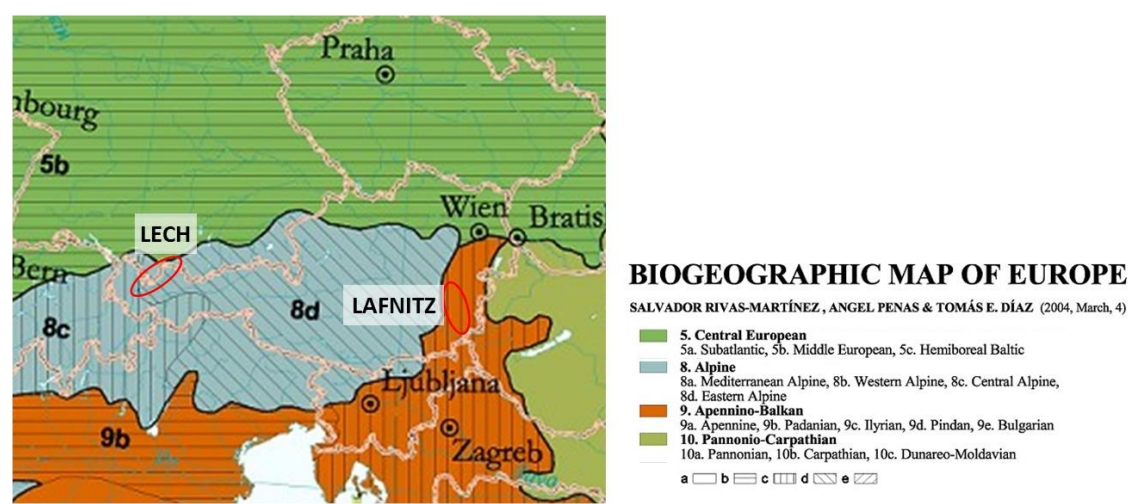 Praha
nbourg
5b
Wien
Bratis
LECH
Bern
LAFNITZ
8d
8c
Ljubljana
9b
Zagreb
BIOGEOGRAPHIC MAP OF EUROPE
SALVADOR RIVAS-MARTÍNEZ , ANGEL PENAS & TOMÁS E. DÍAZ (2004, March, 4)
5. Central European
5a. Subatlantic, 5b. Middle European, 5c. Hemiboreal Baltic
8. Alpine
8a. Mediterranean Alpine, 8b. Western Alpine, 8c. Central Alpine,
8d. Eastern Alpine
9. Apennino-Balkan
9a. Apennine, 9b. Padanian, 9c. Ilyrian, 9d. Pindan, 9e. Bulgarian
10. Pannonio-Carpathian
10a. Pannonian, 10b. Carpathian, 10c. Dunareo-Moldavian
a b c d e